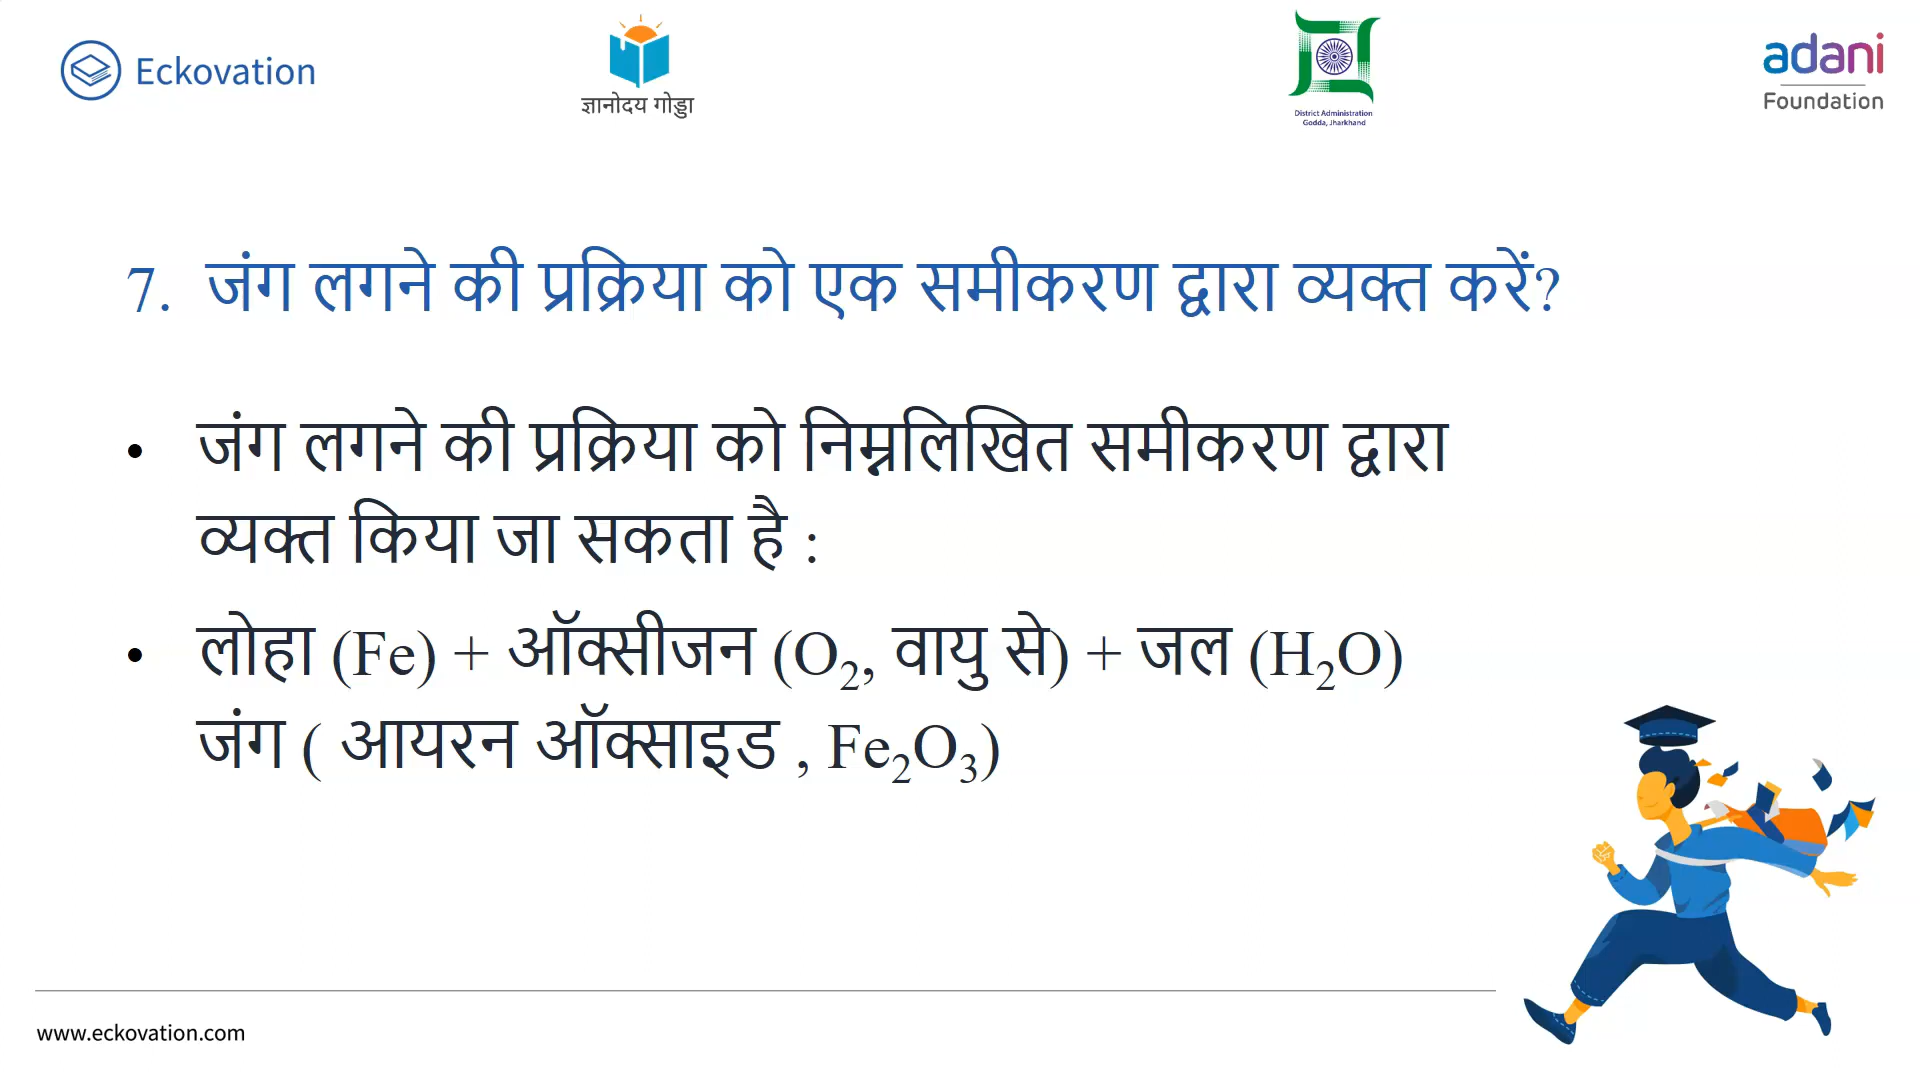 Eckovation
ज्ञानोदय गोड्डा
District Administration
Godda, Jharkhand
adani
Foundation
7. जंग लगने की प्रक्रिया को एक समीकरण द्वारा व्यक्त करें?
• जंग लगने की प्रक्रिया को निम्नलिखित समीकरण द्वारा
व्यक्त किया जा सकता है :
• लोहा (Fe) + ऑक्सीजन (O₂, वायु से) + जल (H₂O)
जंग ( आयरन ऑक्साइड , Fe₂O₃)
www.eckovation.com